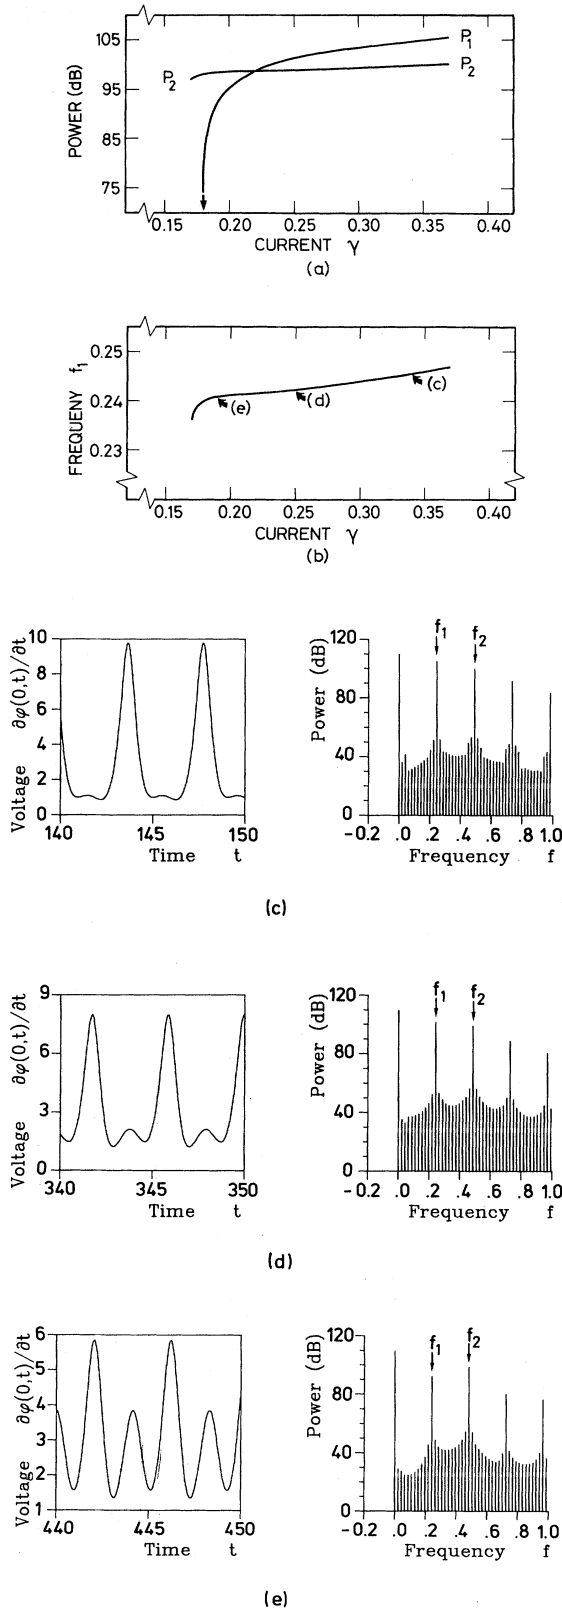 POWER (dB)
105
95
85
75
P₂
P₁
P₂
0.15 0.20 0.25 0.30 0.35 0.40
CURRENT γ
(a)
FREQUENY f₁
0.25
0.24
0.23
(e)
(d)
(c)
0.15 0.20 0.25 0.30 0.35 0.40
CURRENT γ
(b)
Voltage ∂φ(0,t)/∂t
10
8
6
4
2
0
140 145 150
Time t
Power (dB)
120
80
40
0
f₁ f₂
-0.2 .0 .2 .4 .6 .8 1.0
Frequency f
(c)
Voltage ∂φ(0,t)/∂t
9
6
3
0
340 345 350
Time t
Power (dB)
120
80
40
0
f₁ f₂
-0.2 .0 .2 .4 .6 .8 1.0
Frequency f
(d)
Voltage ∂φ(0,t)/∂t
6
5
4
3
2
1
440 445 450
Time t
Power (dB)
120
80
40
0
f₁ f₂
-0.2 .0 .2 .4 .6 .8 1.0
Frequency f
(e)